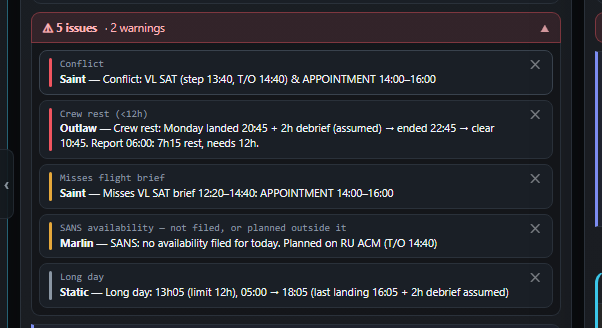 ⚠ 5 issues · 2 warnings ▲
Conflict
Saint — Conflict: VL SAT (step 13:40, T/O 14:40) & APPOINTMENT 14:00–16:00
Crew rest (<12h)
Outlaw — Crew rest: Monday landed 20:45 + 2h debrief (assumed) → ended 22:45 → clear
10:45. Report 06:00: 7h15 rest, needs 12h.
Misses flight brief
Saint — Misses VL SAT brief 12:20–14:40: APPOINTMENT 14:00–16:00
SANS availability — not filed, or planned outside it
Marlin — SANS: no availability filed for today. Planned on RU ACM (T/O 14:40)
Long day
Static — Long day: 13h05 (limit 12h), 05:00 → 18:05 (last landing 16:05 + 2h debrief assumed)